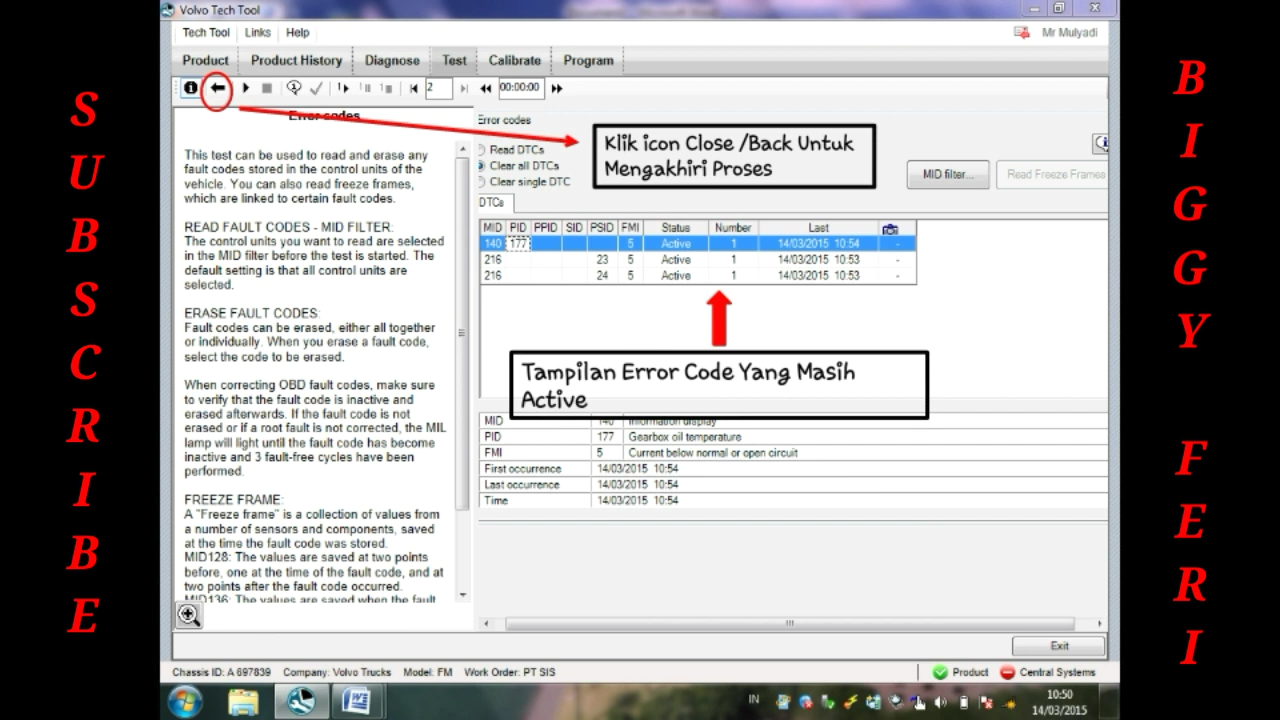 S
U
B
S
C
R
I
B
E
Volvo Tech Tool
Tech Tool Links Help
Mr Mulyadi
Product Product History Diagnose Test Calibrate Program
2
00:00:00
Error codes
This test can be used to read and erase any
fault codes stored in the control units of the
vehicle. You can also read freeze frames,
which are linked to certain fault codes.
READ FAULT CODES - MID FILTER:
The control units you want to read are selected
in the MID filter before the test is started. The
default setting is that all control units are
selected.
ERASE FAULT CODES:
Fault codes can be erased, either all together
or individually. When you erase a fault code,
select the code to be erased.
When correcting OBD fault codes, make sure
to verify that the fault code is inactive and
erased afterwards. If the fault code is not
erased or if a root fault is not corrected, the MIL
lamp will light until the fault code has become
inactive and 3 fault-free cycles have been
performed.
FREEZE FRAME:
A "Freeze frame" is a collection of values from
a number of sensors and components, saved
at the time the fault code was stored.
MID128: The values are saved at two points
before, one at the time of the fault code, and at
two points after the fault code occurred.
MID136: The values are saved when the fault
Error codes
Read DTCs
Clear all DTCs
Clear single DTC
Klik icon Close /Back Untuk
Mengakhiri Proses
MID filter...
Read Freeze Frames
DTCs
MID PID PPID SID PSID FMI Status Number Last
140 177 5 Active 1 14/03/2015 10:54 -
216 23 5 Active 1 14/03/2015 10:53 -
216 24 5 Active 1 14/03/2015 10:53 -
Tampilan Error Code Yang Masih
Active
MID 140 Information display
PID 177 Gearbox oil temperature
FMI 5 Current below normal or open circuit
First occurrence 14/03/2015 10:54
Last occurrence 14/03/2015 10:54
Time 14/03/2015 10:54
Exit
Chassis ID: A 697839 Company: Volvo Trucks Model: FM Work Order: PT SIS
Product Central Systems
IN
10:50
14/03/2015
B
I
G
G
Y
F
E
R
I